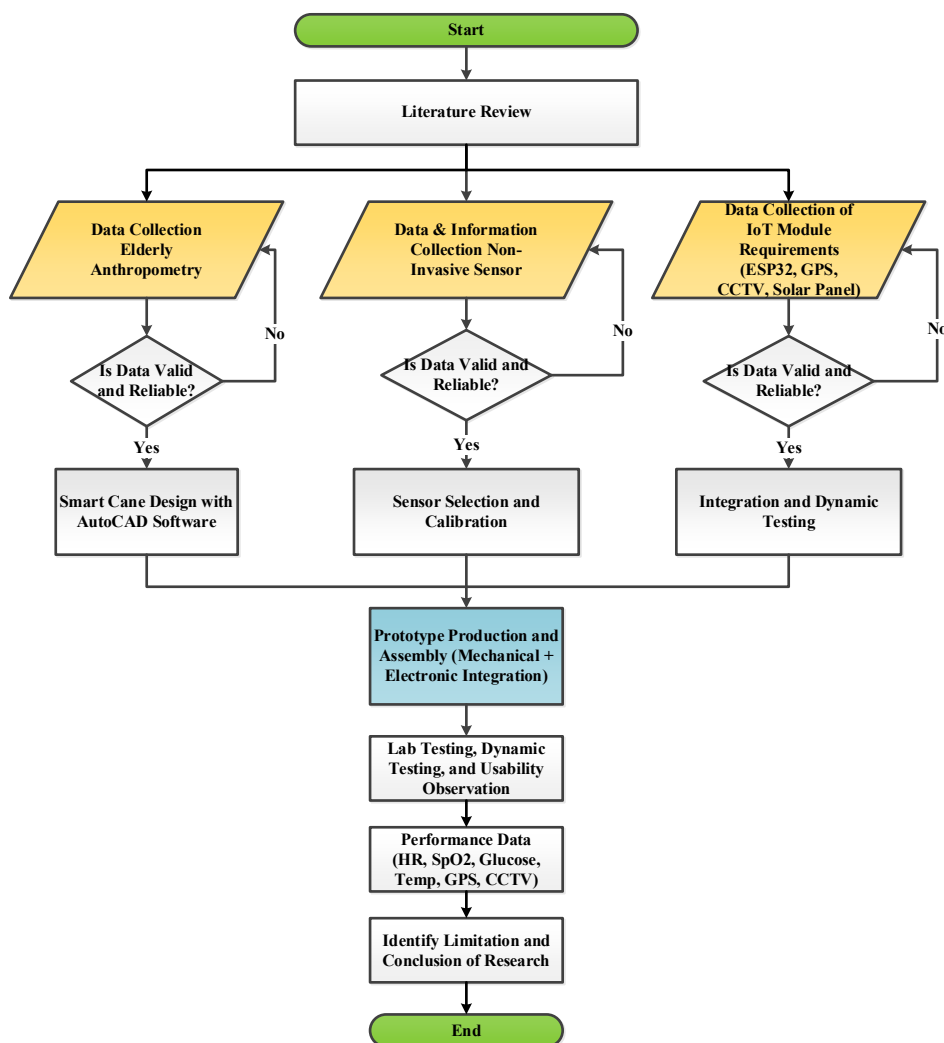 Start
Literature Review
Data Collection
Elderly
Anthropometry
Data & Information
Collection Non-
Invasive Sensor
Data Collection of
IoT Module
Requirements
(ESP32, GPS,
CCTV, Solar Panel)
No
No
No
Is Data Valid
and Reliable?
Is Data Valid and
Reliable?
Is Data Valid and
Reliable?
Yes
Yes
Yes
Smart Cane Design with
AutoCAD Software
Sensor Selection and
Calibration
Integration and Dynamic
Testing
Prototype Production and
Assembly (Mechanical +
Electronic Integration)
Lab Testing, Dynamic
Testing, and Usability
Observation
Performance Data
(HR, SpO2, Glucose,
Temp, GPS, CCTV)
Identify Limitation and
Conclusion of Research
End